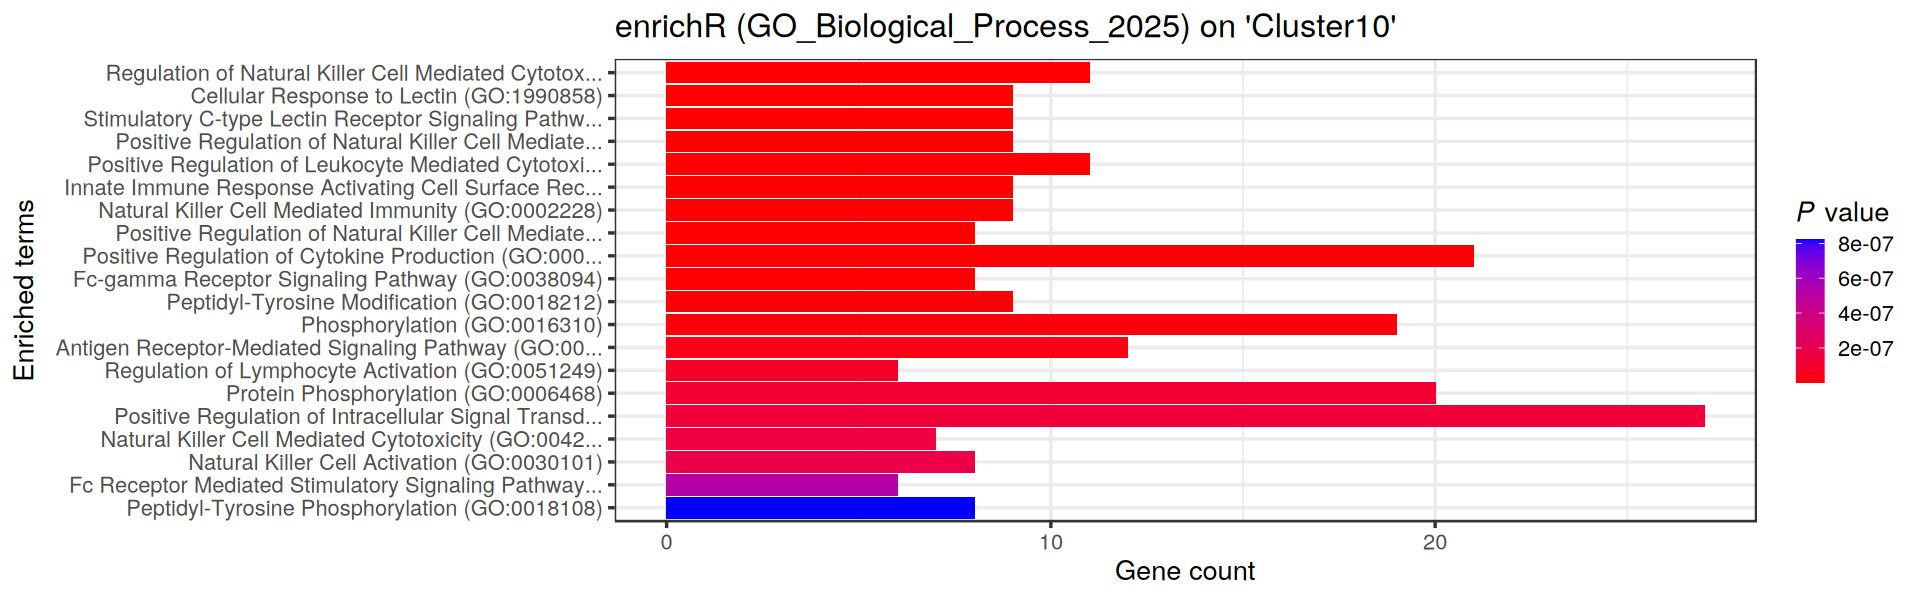 enrichR (GO_Biological_Process_2025) on 'Cluster10'
Regulation of Natural Killer Cell Mediated Cytotox...
Cellular Response to Lectin (GO:1990858)
Stimulatory C-type Lectin Receptor Signaling Pathw...
Positive Regulation of Natural Killer Cell Mediate...
Positive Regulation of Leukocyte Mediated Cytotoxi...
Innate Immune Response Activating Cell Surface Rec...
Natural Killer Cell Mediated Immunity (GO:0002228)
Positive Regulation of Natural Killer Cell Mediate...
Positive Regulation of Cytokine Production (GO:000...
Fc-gamma Receptor Signaling Pathway (GO:0038094)
Peptidyl-Tyrosine Modification (GO:0018212)
Phosphorylation (GO:0016310)
Antigen Receptor-Mediated Signaling Pathway (GO:00...
Regulation of Lymphocyte Activation (GO:0051249)
Protein Phosphorylation (GO:0006468)
Positive Regulation of Intracellular Signal Transd...
Natural Killer Cell Mediated Cytotoxicity (GO:0042...
Natural Killer Cell Activation (GO:0030101)
Fc Receptor Mediated Stimulatory Signaling Pathway...
Peptidyl-Tyrosine Phosphorylation (GO:0018108)
Enriched terms
0 10 20
Gene count
P value
8e-07
6e-07
4e-07
2e-07